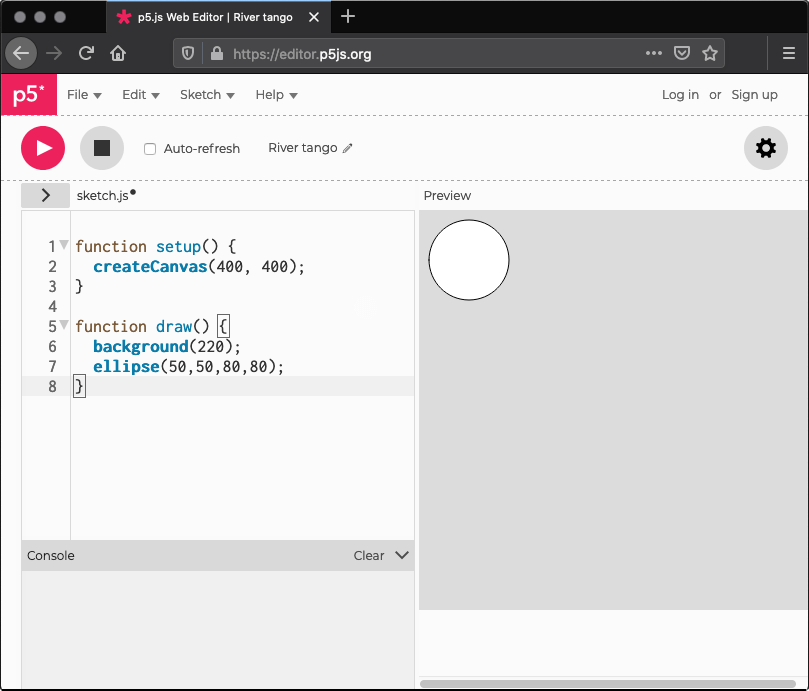 p5.js Web Editor | River tango
https://editor.p5js.org
p5* File Edit Sketch Help Log in or Sign up
Auto-refresh River tango
sketch.js Preview
1 function setup() {
2 createCanvas(400, 400);
3 }
4
5 function draw() {
6 background(220);
7 ellipse(50,50,80,80);
8 }
Console Clear